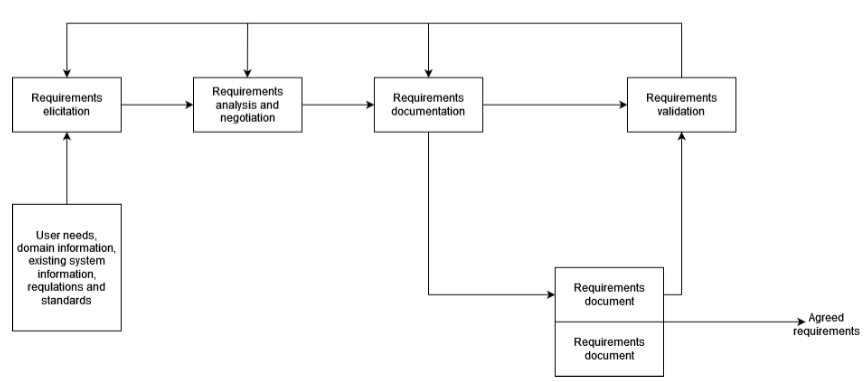 Requirements
elicitation
Requirements
analysis and
negotiation
Requirements
documentation
Requirements
validation
User needs,
domain information,
existing system
information,
requlations and
standards
Requirements
document
Requirements
document
Agreed
requirements